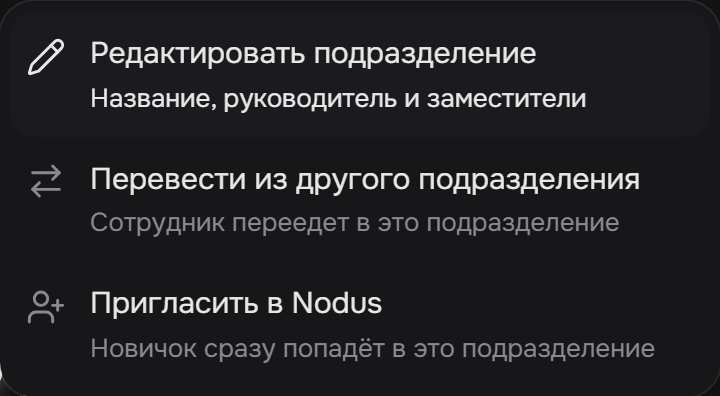 Редактировать подразделение
Название, руководитель и заместители
Перевести из другого подразделения
Сотрудник переедет в это подразделение
Пригласить в Nodus
Новичок сразу попадёт в это подразделение